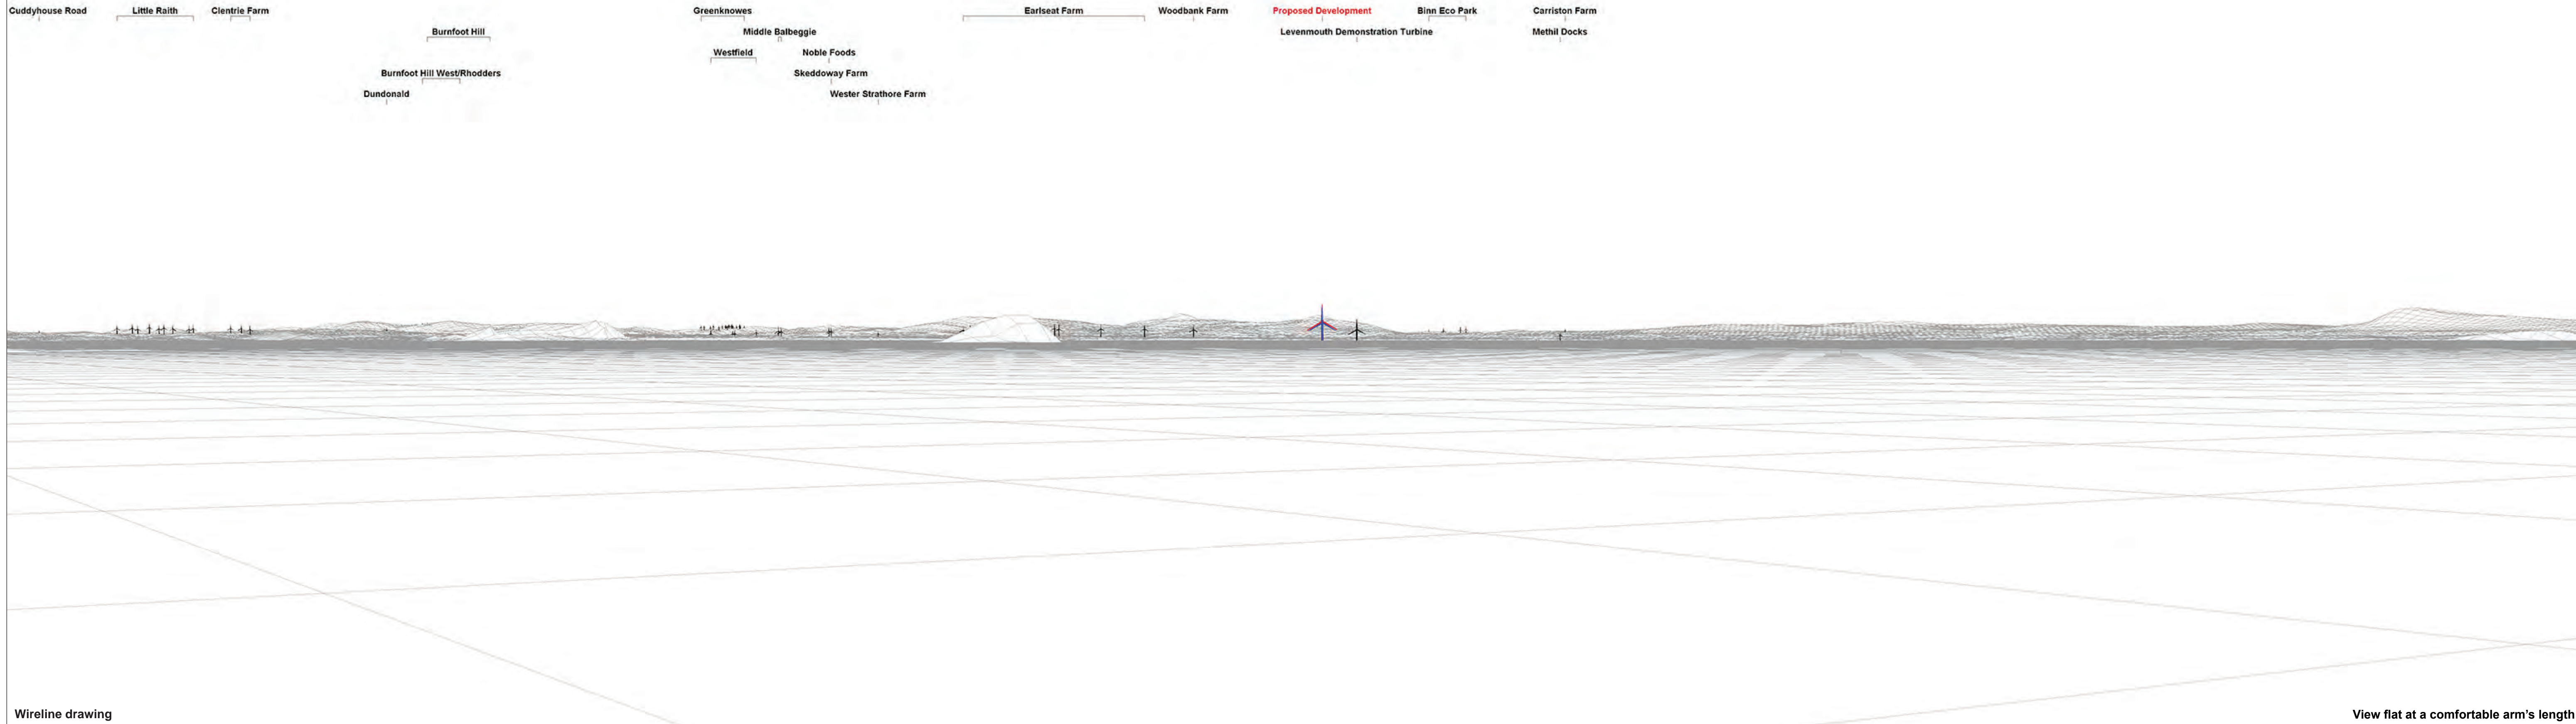 Cuddyhouse Road Little Raith Clentrie Farm Greenknowes Earlseat Farm Woodbank Farm Proposed Development Binn Eco Park Carriston Farm
Burnfoot Hill Middle Balbeggie Levenmouth Demonstration Turbine Methil Docks
Westfield Noble Foods
Burnfoot Hill West/Rhodders Skeddoway Farm
Dundonald Wester Strathore Farm
Wireline drawing View flat at a comfortable arm's length